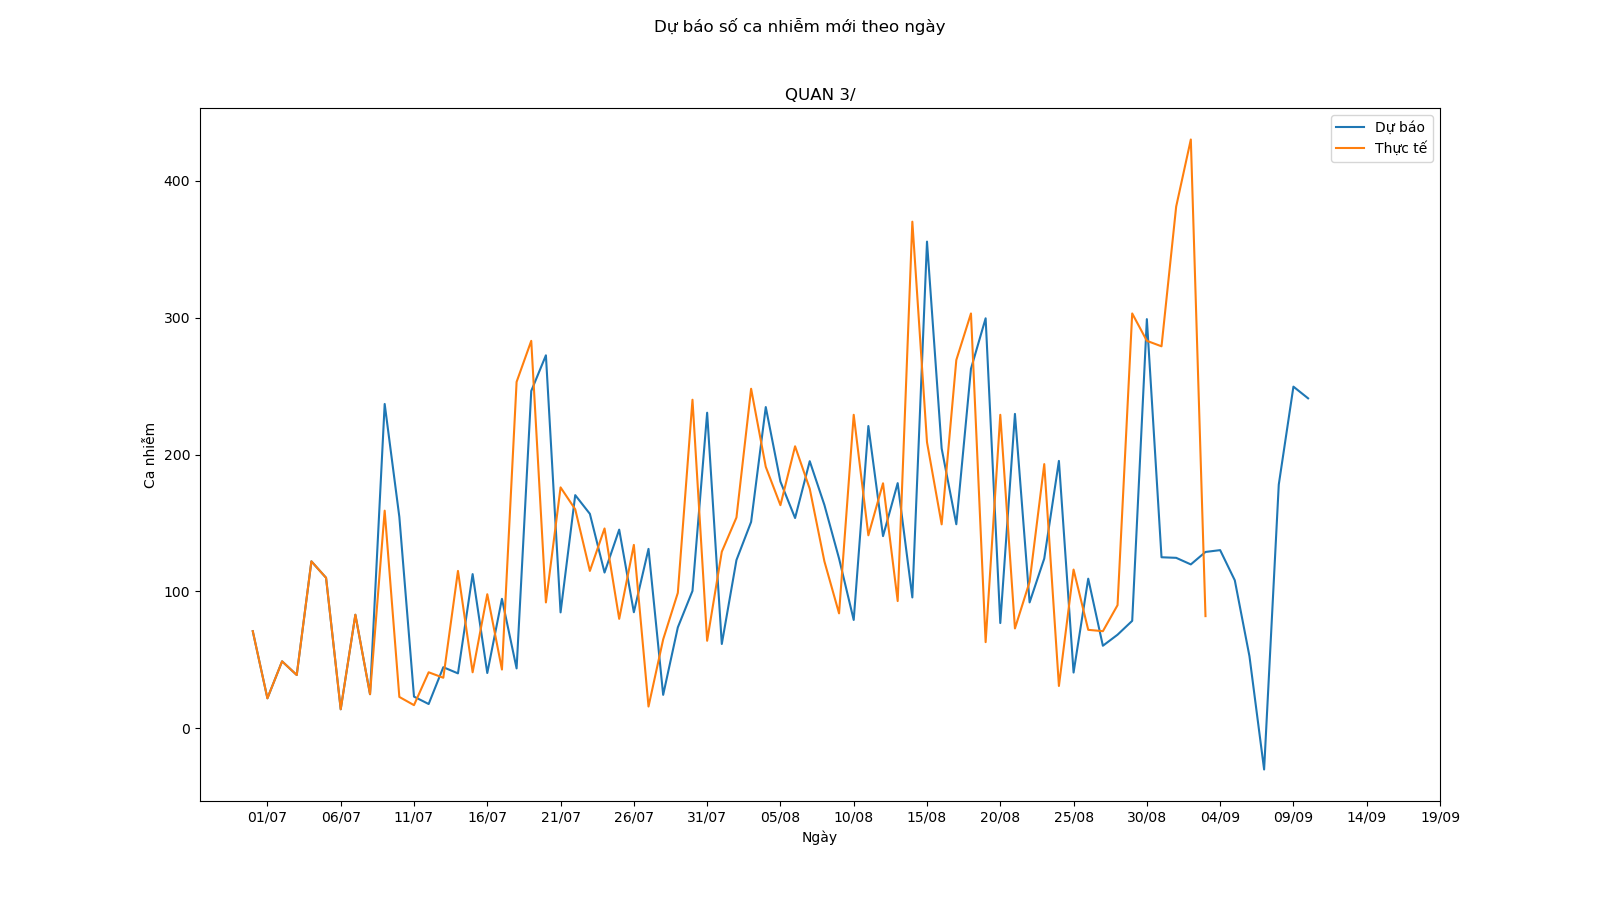 Dự báo số ca nhiễm mới theo ngày
QUAN 3/
Dự báo
Thực tế
400
300
200
100
0
Ca nhiễm
01/07 06/07 11/07 16/07 21/07 26/07 31/07 05/08 10/08 15/08 20/08 25/08 30/08 04/09 09/09 14/09 19/09
Ngày